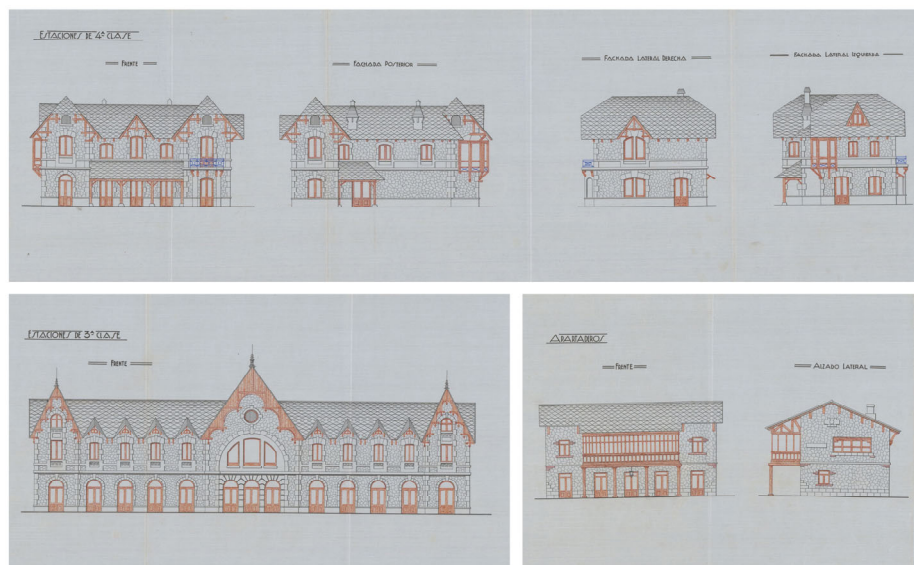 ESTACIONES DE 4ª CLASE
FRENTE
FACHADA POSTERIOR
FACHADA LATERAL DERECHA
FACHADA LATERAL IZQUIERDA
ESTACIONES DE 3ª CLASE
FRENTE
APARTADEROS
FRENTE
ALZADO LATERAL